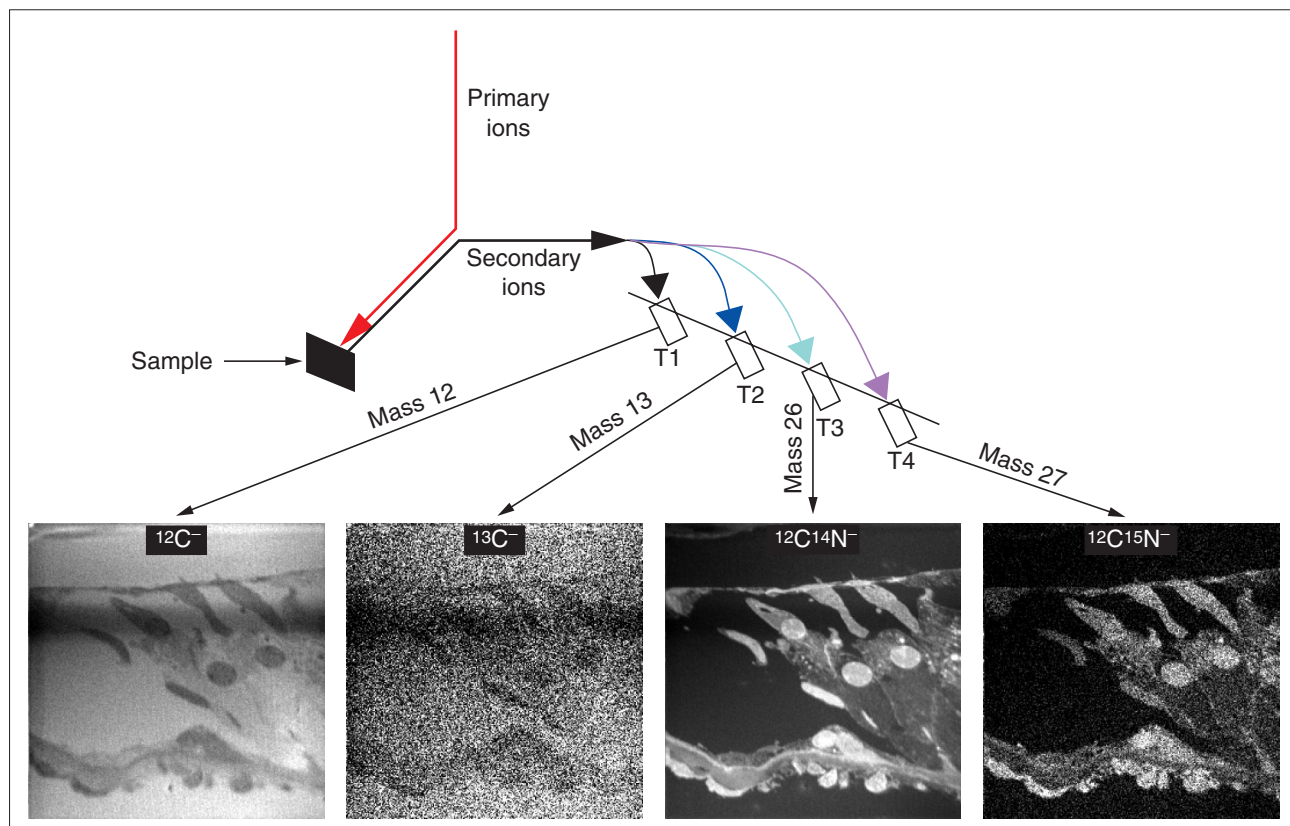 Primary
ions
Secondary
ions
Sample
T1
T2
T3
T4
Mass 12
Mass 13
Mass 26
Mass 27
¹²C⁻
¹³C⁻
¹²C¹⁴N⁻
¹²C¹⁵N⁻